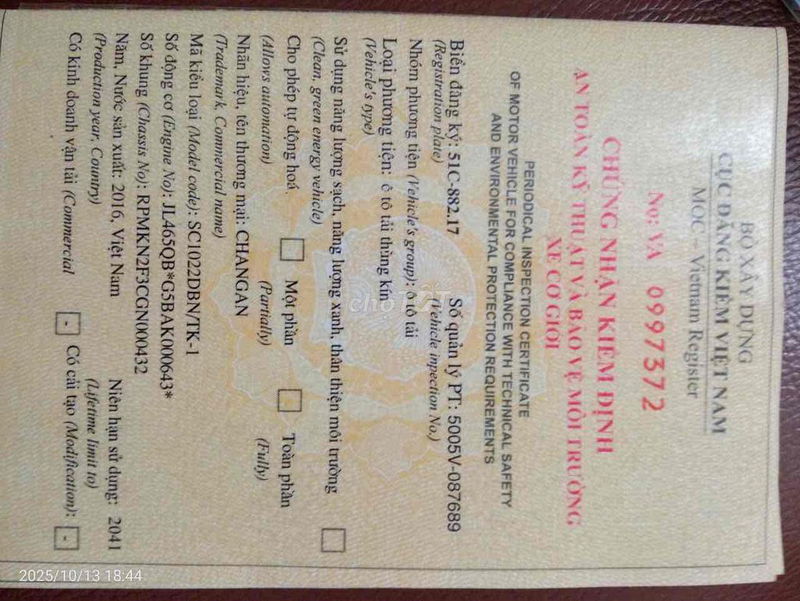 BỘ XÂY DỰNG
CỤC ĐĂNG KIỂM VIỆT NAM
MOC – Vietnam Register
No: VA 0997372
CHỨNG NHẬN KIỂM ĐỊNH
AN TOÀN KỸ THUẬT VÀ BẢO VỆ MÔI TRƯỜNG
XE CƠ GIỚI
PERIODICAL INSPECTION CERTIFICATE
OF MOTOR VEHICLE FOR COMPLIANCE WITH TECHNICAL SAFETY
AND ENVIRONMENTAL PROTECTION REQUIREMENTS
Biển đăng ký: 51C-882.17 Số quản lý PT: 5005V-087689
(Registration plate) (Vehicle inpection No.)
Nhóm phương tiện (Vehicle's group): ô tô tải
Loại phương tiện: ô tô tải thùng kín
(Vehicle's type)
Sử dụng năng lượng sạch, năng lượng xanh, thân thiện môi trường
(Clean, green energy vehicle)
Cho phép tự động hoá Một phần Toàn phần
(Allows automation) (Partially) (Fully)
Nhãn hiệu, tên thương mại: CHANGAN
(Trademark, Commercial name)
Mã kiểu loại (Model code): SC1022DBN/TK-1
Số động cơ (Engine No): JL465QB*G5BAK000643*
Số khung (Chassis No): RPMKN2F3CGN000432
Năm, Nước sản xuất: 2016, Việt Nam Niên hạn sử dụng: 2041
(Production year, Country) (Lifetime limit to)
Có kinh doanh vận tải (Commercial - Có cải tạo (Modification): -
chợTỐT
2025/10/13 18:44